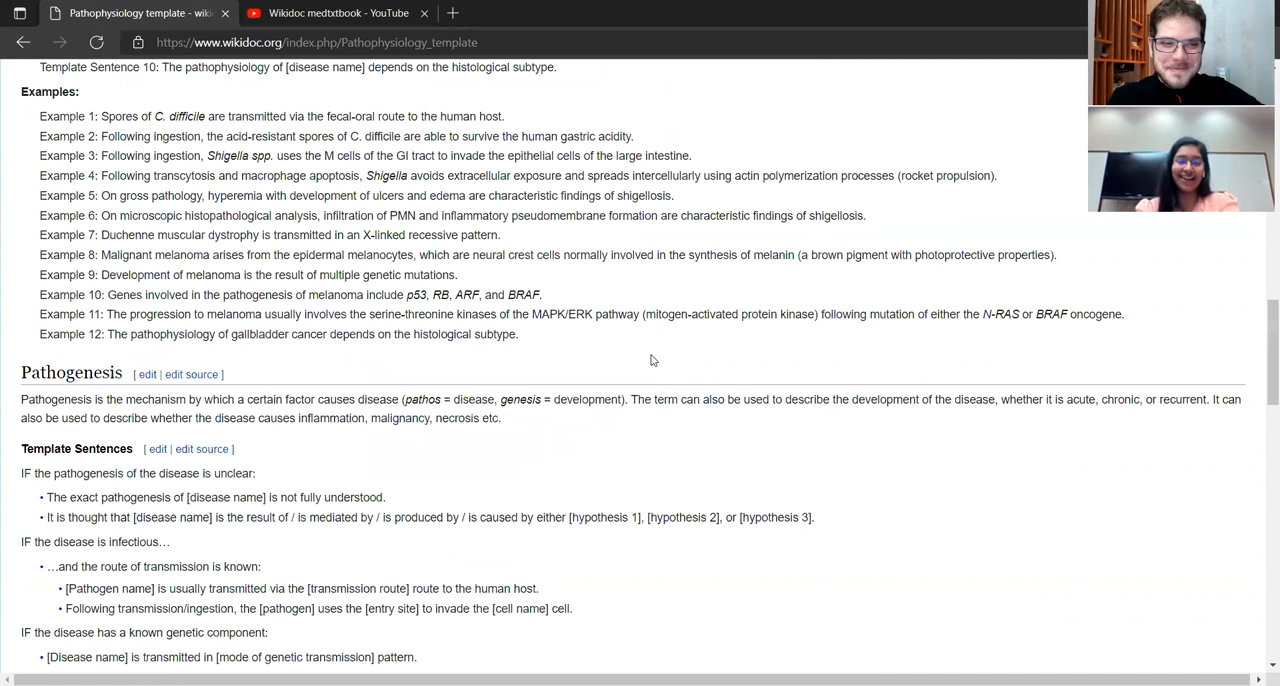 Pathophysiology template - wiki
Wikidoc medtxtbook - YouTube
https://www.wikidoc.org/index.php/Pathophysiology_template
Template Sentence 10: The pathophysiology of [disease name] depends on the histological subtype.
Examples:
Example 1: Spores of C. difficile are transmitted via the fecal-oral route to the human host.
Example 2: Following ingestion, the acid-resistant spores of C. difficile are able to survive the human gastric acidity.
Example 3: Following ingestion, Shigella spp. uses the M cells of the GI tract to invade the epithelial cells of the large intestine.
Example 4: Following transcytosis and macrophage apoptosis, Shigella avoids extracellular exposure and spreads intercellularly using actin polymerization processes (rocket propulsion).
Example 5: On gross pathology, hyperemia with development of ulcers and edema are characteristic findings of shigellosis.
Example 6: On microscopic histopathological analysis, infiltration of PMN and inflammatory pseudomembrane formation are characteristic findings of shigellosis.
Example 7: Duchenne muscular dystrophy is transmitted in an X-linked recessive pattern.
Example 8: Malignant melanoma arises from the epidermal melanocytes, which are neural crest cells normally involved in the synthesis of melanin (a brown pigment with photoprotective properties).
Example 9: Development of melanoma is the result of multiple genetic mutations.
Example 10: Genes involved in the pathogenesis of melanoma include p53, RB, ARF, and BRAF.
Example 11: The progression to melanoma usually involves the serine-threonine kinases of the MAPK/ERK pathway (mitogen-activated protein kinase) following mutation of either the N-RAS or BRAF oncogene.
Example 12: The pathophysiology of gallbladder cancer depends on the histological subtype.
Pathogenesis [ edit | edit source ]
Pathogenesis is the mechanism by which a certain factor causes disease (pathos = disease, genesis = development). The term can also be used to describe the development of the disease, whether it is acute, chronic, or recurrent. It can
also be used to describe whether the disease causes inflammation, malignancy, necrosis etc.
Template Sentences [ edit | edit source ]
IF the pathogenesis of the disease is unclear:
• The exact pathogenesis of [disease name] is not fully understood.
• It is thought that [disease name] is the result of / is mediated by / is produced by / is caused by either [hypothesis 1], [hypothesis 2], or [hypothesis 3].
IF the disease is infectious…
• …and the route of transmission is known:
• [Pathogen name] is usually transmitted via the [transmission route] route to the human host.
• Following transmission/ingestion, the [pathogen] uses the [entry site] to invade the [cell name] cell.
IF the disease has a known genetic component:
• [Disease name] is transmitted in [mode of genetic transmission] pattern.